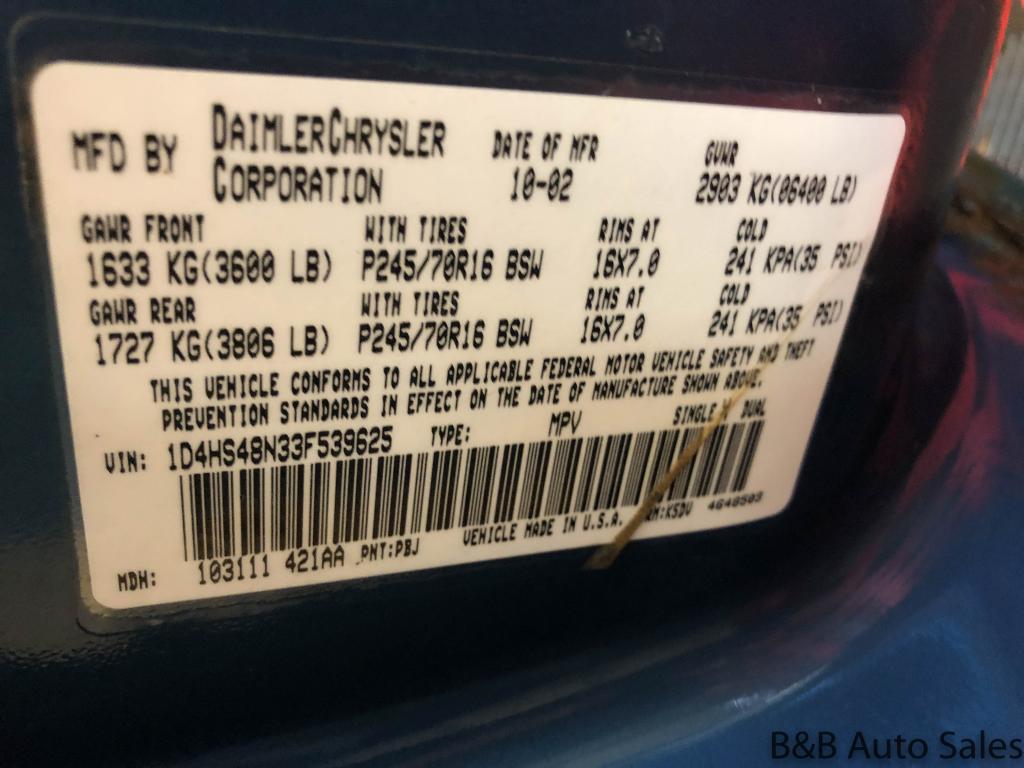 MFD BY DAIMLERCHRYSLER CORPORATION DATE OF MFR 10-02 GVWR 2903 KG(06400 LB)
GAWR FRONT WITH TIRES RIMS AT COLD
1633 KG(3600 LB) P245/70R16 BSW 16X7.0 241 KPA(35 PSI)
GAWR REAR WITH TIRES RIMS AT COLD
1727 KG(3806 LB) P245/70R16 BSW 16X7.0 241 KPA(35 PSI)
THIS VEHICLE CONFORMS TO ALL APPLICABLE FEDERAL MOTOR VEHICLE SAFETY AND THEFT
PREVENTION STANDARDS IN EFFECT ON THE DATE OF MANUFACTURE SHOWN ABOVE.
VIN: 1D4HS48N33F539625 TYPE: MPV SINGLE X DUAL
MDH: 103111 421AA PNT:PBJ VEHICLE MADE IN U.S.A. 4648503
B&B Auto Sales